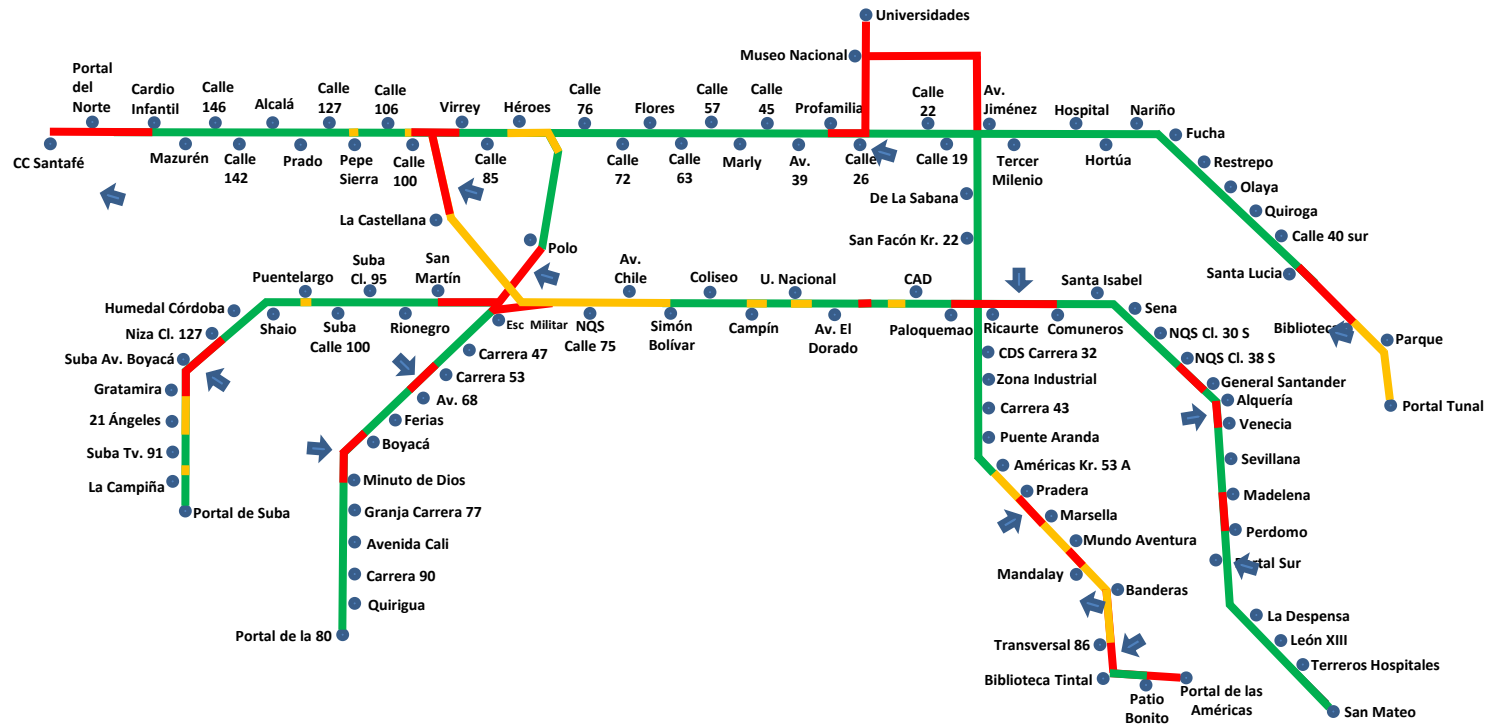 Universidades
Museo Nacional
Portal
del
Norte
Cardio
Infantil
Calle
146
Alcalá
Calle
127
Calle
106
Virrey
Héroes
Calle
76
Flores
Calle
57
Calle
45
Profamilia
Calle
22
Av.
Jiménez
Hospital
Nariño
CC Santafé
Mazurén
Calle
142
Prado
Pepe
Sierra
Calle
100
Calle
85
Calle
72
Calle
63
Marly
Av.
39
Calle
26
Calle 19
Tercer
Milenio
Hortúa
Fucha
Restrepo
Olaya
Quiroga
Calle 40 sur
Santa Lucia
Biblioteca
Parque
Portal Tunal
De La Sabana
San Facón Kr. 22
La Castellana
Polo
Puentelargo
Suba
Cl. 95
San
Martín
Av.
Chile
Coliseo
U. Nacional
CAD
Santa Isabel
Humedal Córdoba
Shaio
Suba
Calle 100
Rionegro
Esc Militar
NQS
Calle 75
Simón
Bolívar
Campín
Av. El
Dorado
Paloquemao
Ricaurte
Comuneros
Sena
Niza Cl. 127
Suba Av. Boyacá
Gratamira
21 Ángeles
Suba Tv. 91
La Campiña
Portal de Suba
Carrera 47
Carrera 53
Av. 68
Ferias
Boyacá
Minuto de Dios
Granja Carrera 77
Avenida Cali
Carrera 90
Quirigua
Portal de la 80
CDS Carrera 32
Zona Industrial
Carrera 43
Puente Aranda
Américas Kr. 53 A
Pradera
Marsella
Mundo Aventura
Mandalay
Banderas
Transversal 86
Biblioteca Tintal
Patio
Bonito
Portal de las
Américas
NQS Cl. 30 S
NQS Cl. 38 S
General Santander
Alquería
Venecia
Sevillana
Madelena
Perdomo
Portal Sur
La Despensa
León XIII
Terreros Hospitales
San Mateo